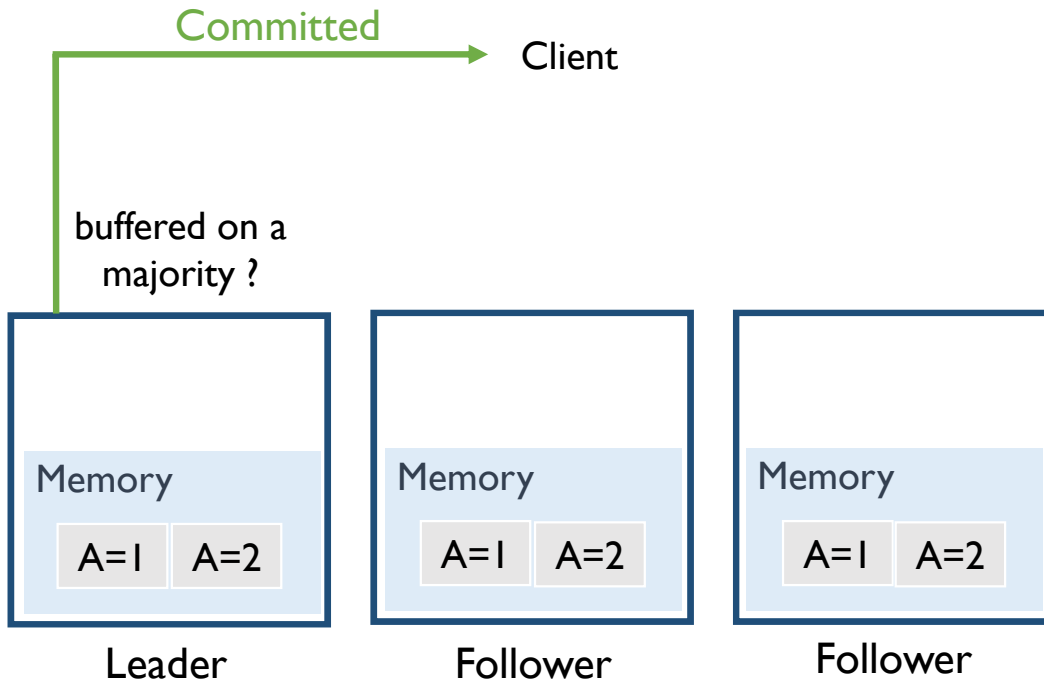 Committed
Client
buffered on a
majority ?
Memory
Memory
Memory
A=1 A=2
A=1 A=2
A=1 A=2
Leader
Follower
Follower